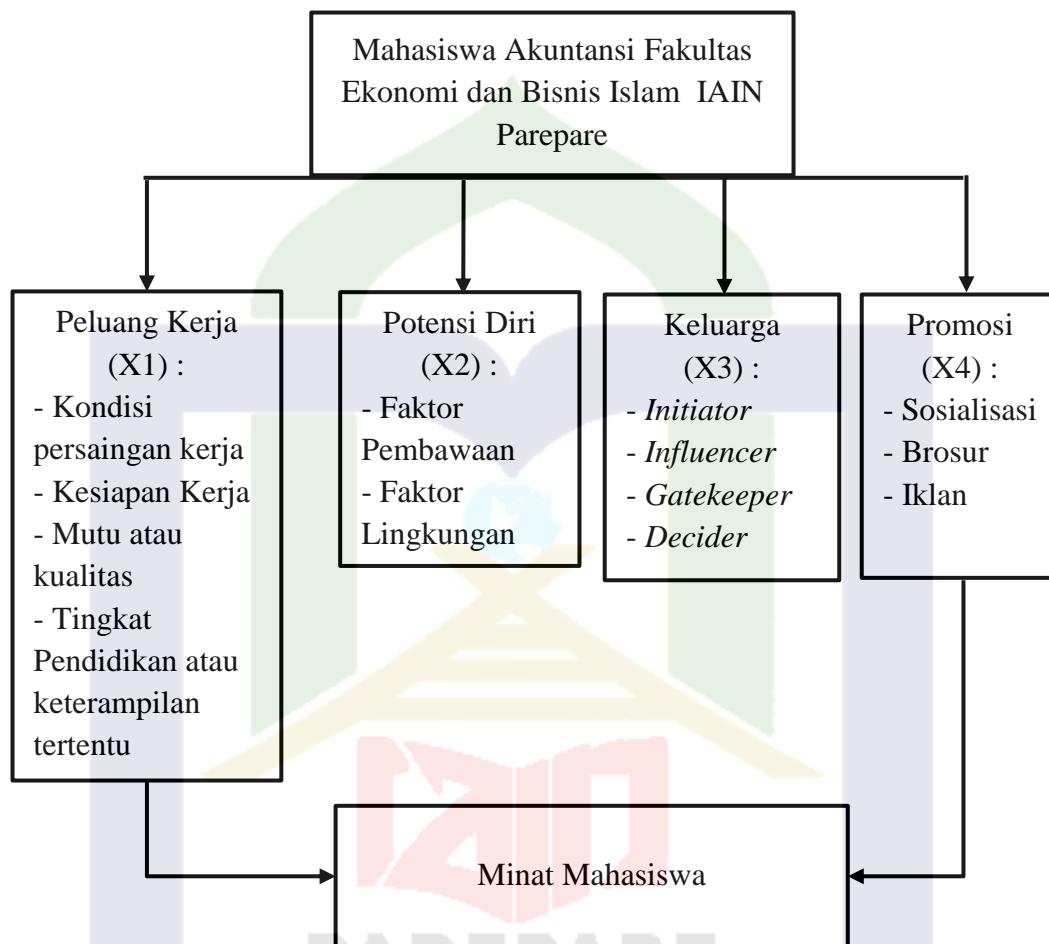 Mahasiswa Akuntansi Fakultas
Ekonomi dan Bisnis Islam IAIN
Parepare
Peluang Kerja
(X1) :
- Kondisi
persaingan kerja
- Kesiapan Kerja
- Mutu atau
kualitas
- Tingkat
Pendidikan atau
keterampilan
tertentu
Potensi Diri
(X2) :
- Faktor
Pembawaan
- Faktor
Lingkungan
Keluarga
(X3) :
- Initiator
- Influencer
- Gatekeeper
- Decider
Promosi
(X4) :
- Sosialisasi
- Brosur
- Iklan
Minat Mahasiswa
PAREPARE